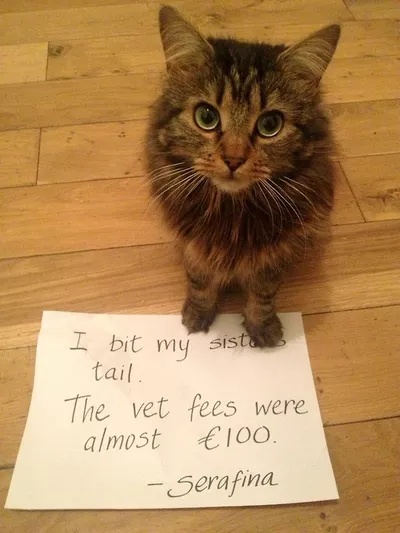 I bit my
tail.
The vet fees were
almost €100.
– Serafina